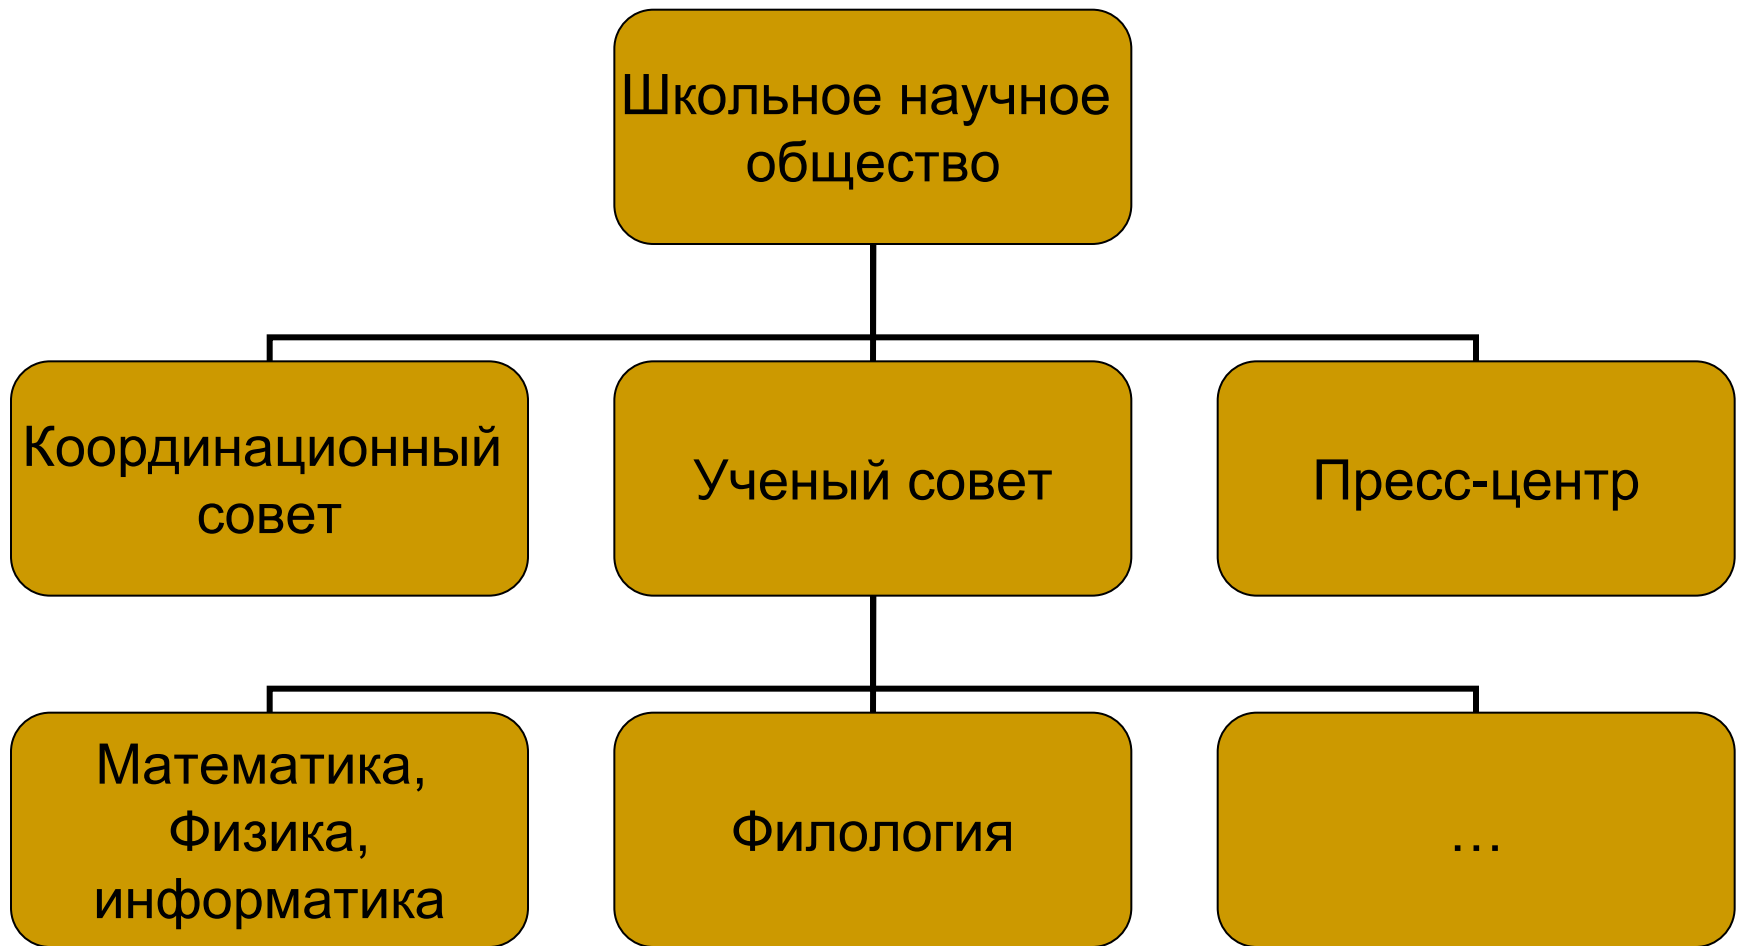 Школьное научное
общество
Координационный
совет
Ученый совет
Пресс-центр
Математика,
Физика,
информатика
Филология
…